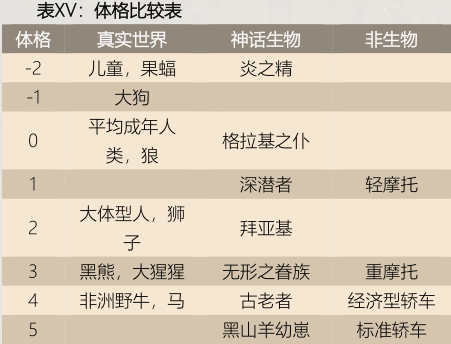 表XV：体格比较表
体格 真实世界 神话生物 非生物
-2 儿童，果蝠 炎之精
-1 大狗
0 平均成年人类，狼 格拉基之仆
1 深潜者 轻摩托
2 大体型人，狮子 拜亚基
3 黑熊，大猩猩 无形之眷族 重摩托
4 非洲野牛，马 古老者 经济型轿车
5 黑山羊幼崽 标准轿车